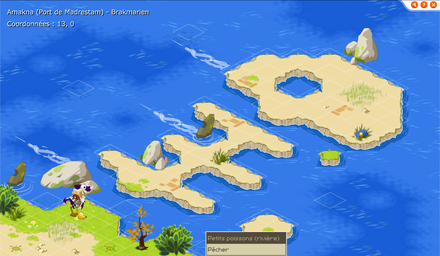 Amakna (Port de Madrestam) - Brakmarien
Coordonnées : 13, 0
Petits poissons (rivière)
Pêcher